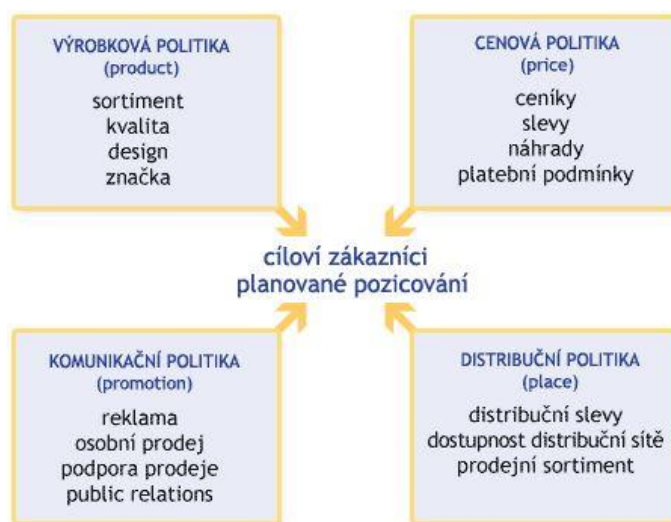 VÝROBKOVÁ POLITIKA
(product)
sortiment
kvalita
design
značka
CENOVÁ POLITIKA
(price)
ceníky
slevy
náhrady
platební podmínky
cíloví zákazníci
planované pozicování
KOMUNIKAČNÍ POLITIKA
(promotion)
reklama
osobní prodej
podpora prodeje
public relations
DISTRIBUČNÍ POLITIKA
(place)
distribuční slevy
dostupnost distribuční sítě
prodejní sortiment